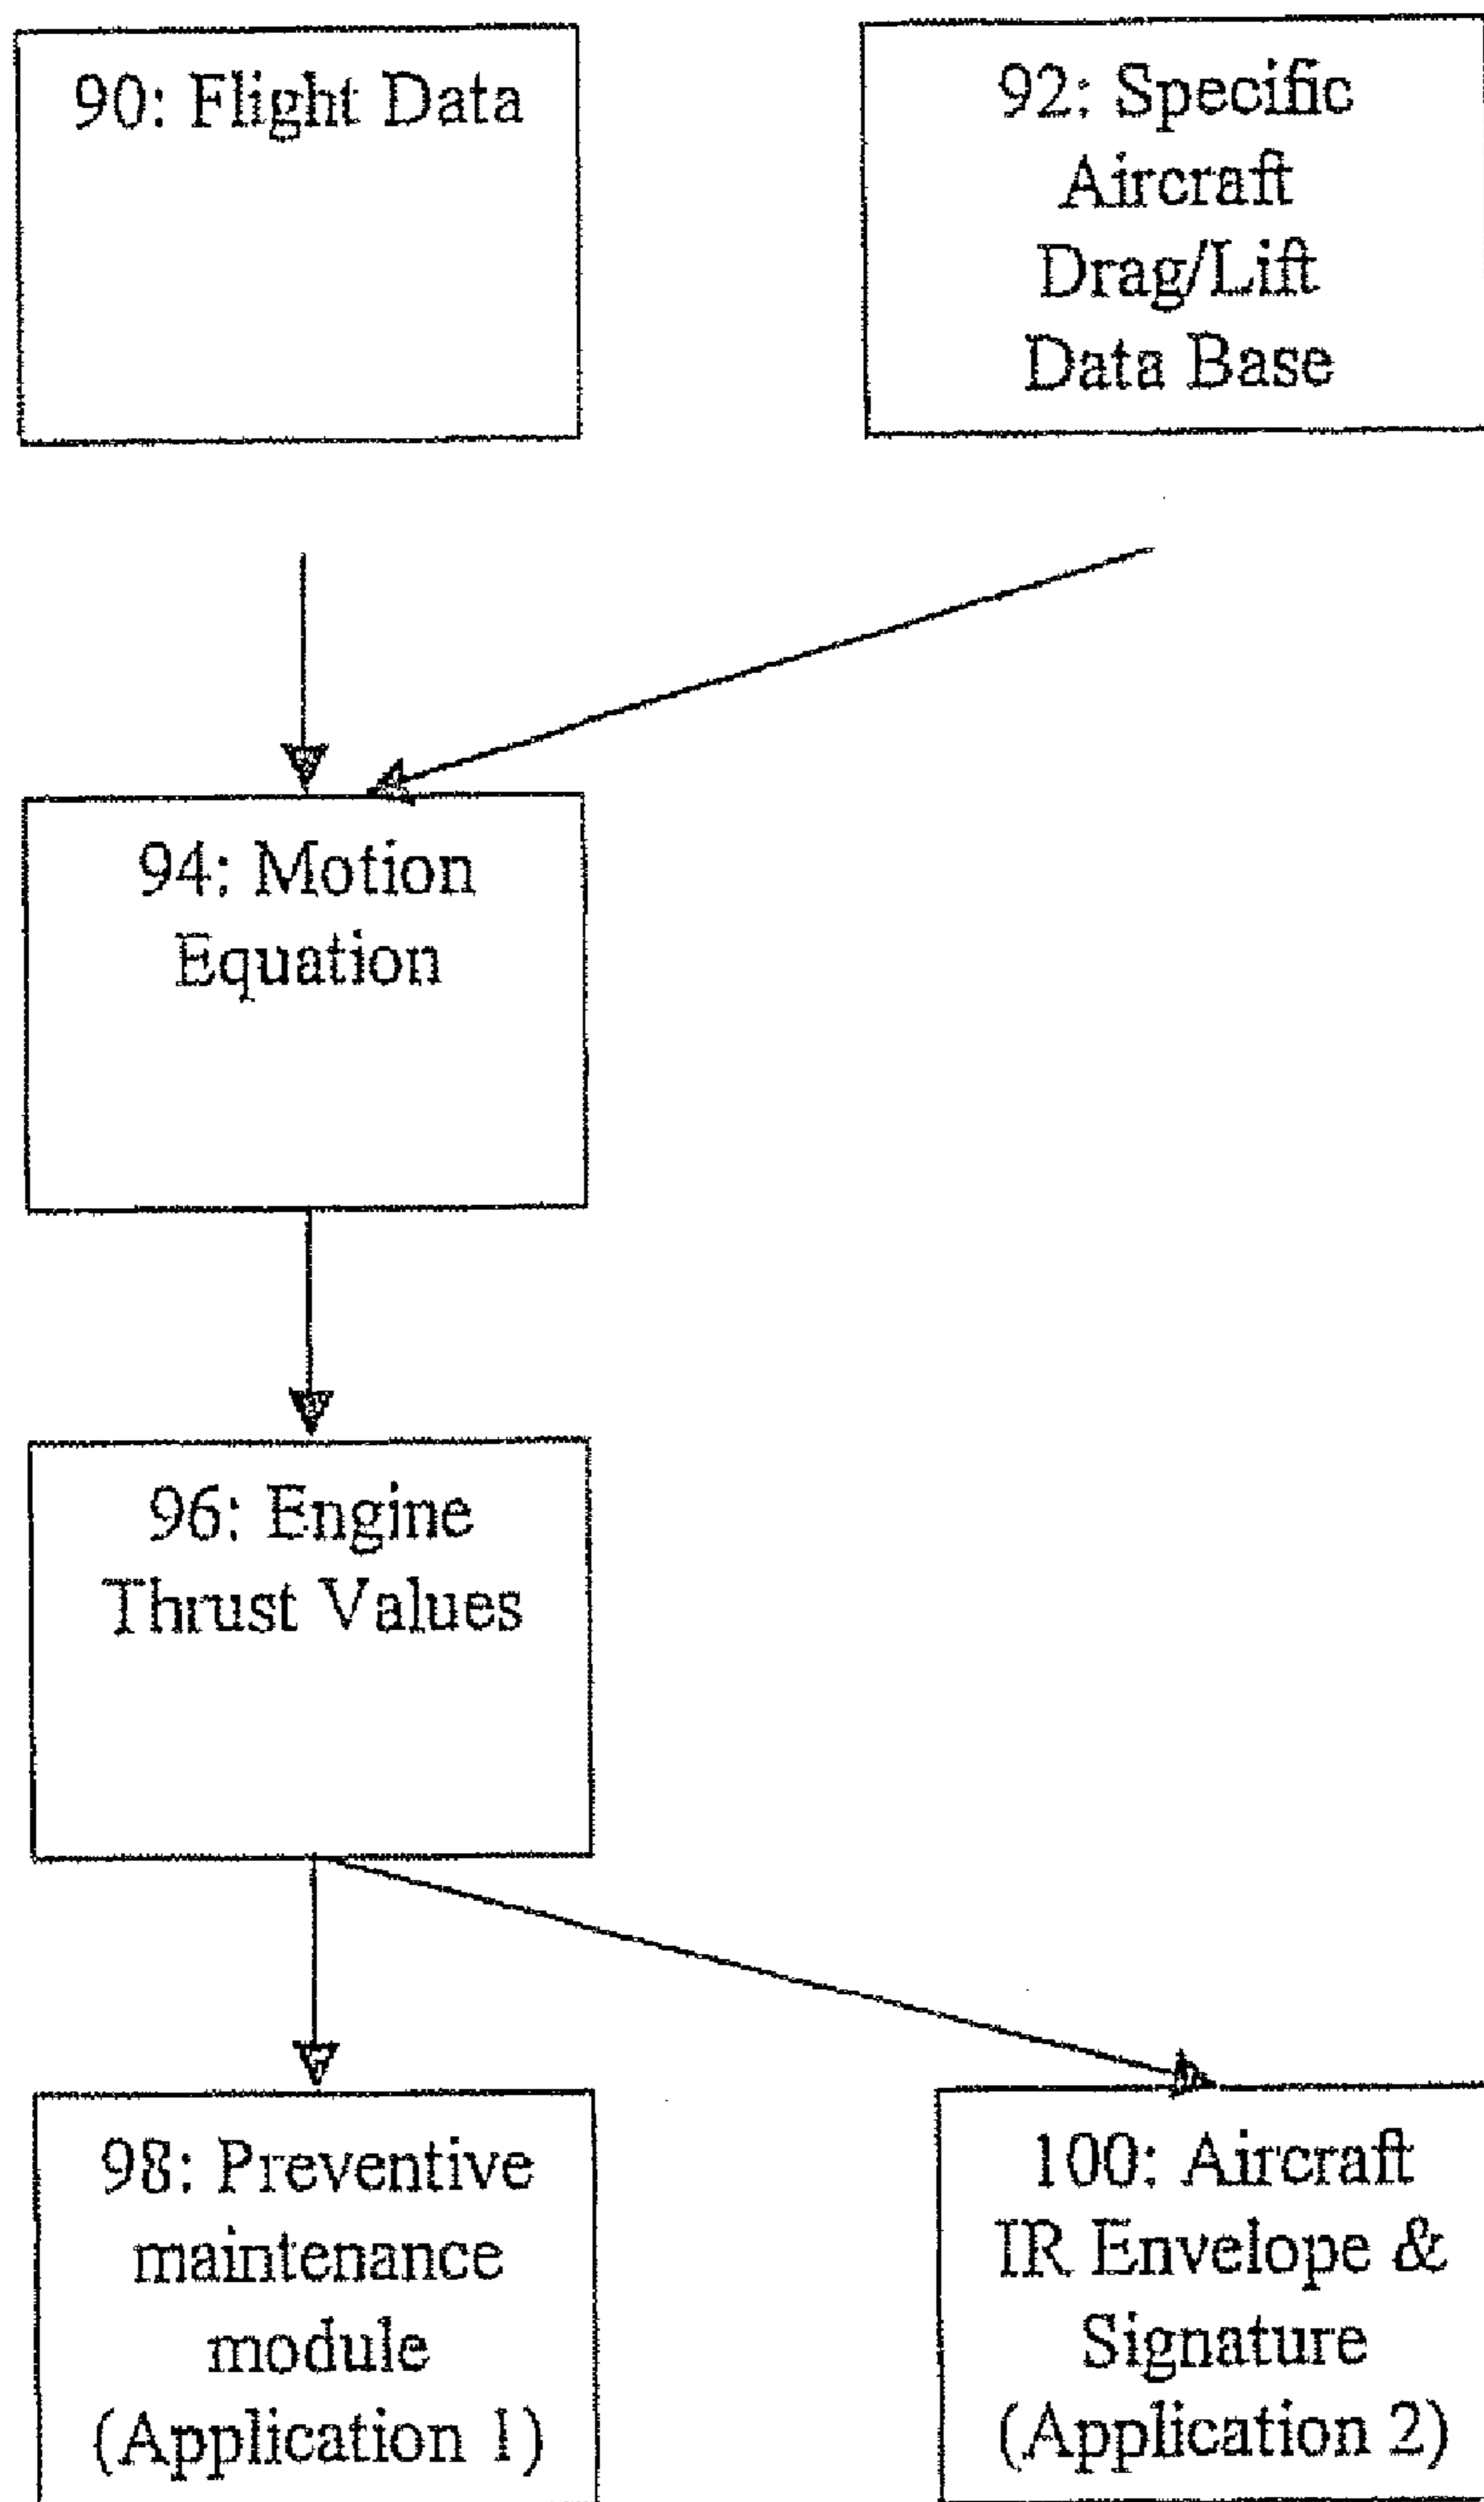 90: Flight Data
92: Specific
Aircraft
Drag/Lift
Data Base
94: Motion
Equation
96: Engine
Thrust Values
98: Preventive
maintenance
module
(Application 1)
100: Aircraft
IR Envelope &
Signature
(Application 2)